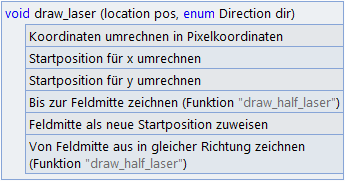 void draw_laser (location pos, enum Direction dir)
Koordinaten umrechnen in Pixelkoordinaten
Startposition für x umrechnen
Startposition für y umrechnen
Bis zur Feldmitte zeichnen (Funktion "draw_half_laser")
Feldmitte als neue Startposition zuweisen
Von Feldmitte aus in gleicher Richtung zeichnen
(Funktion "draw_half_laser")